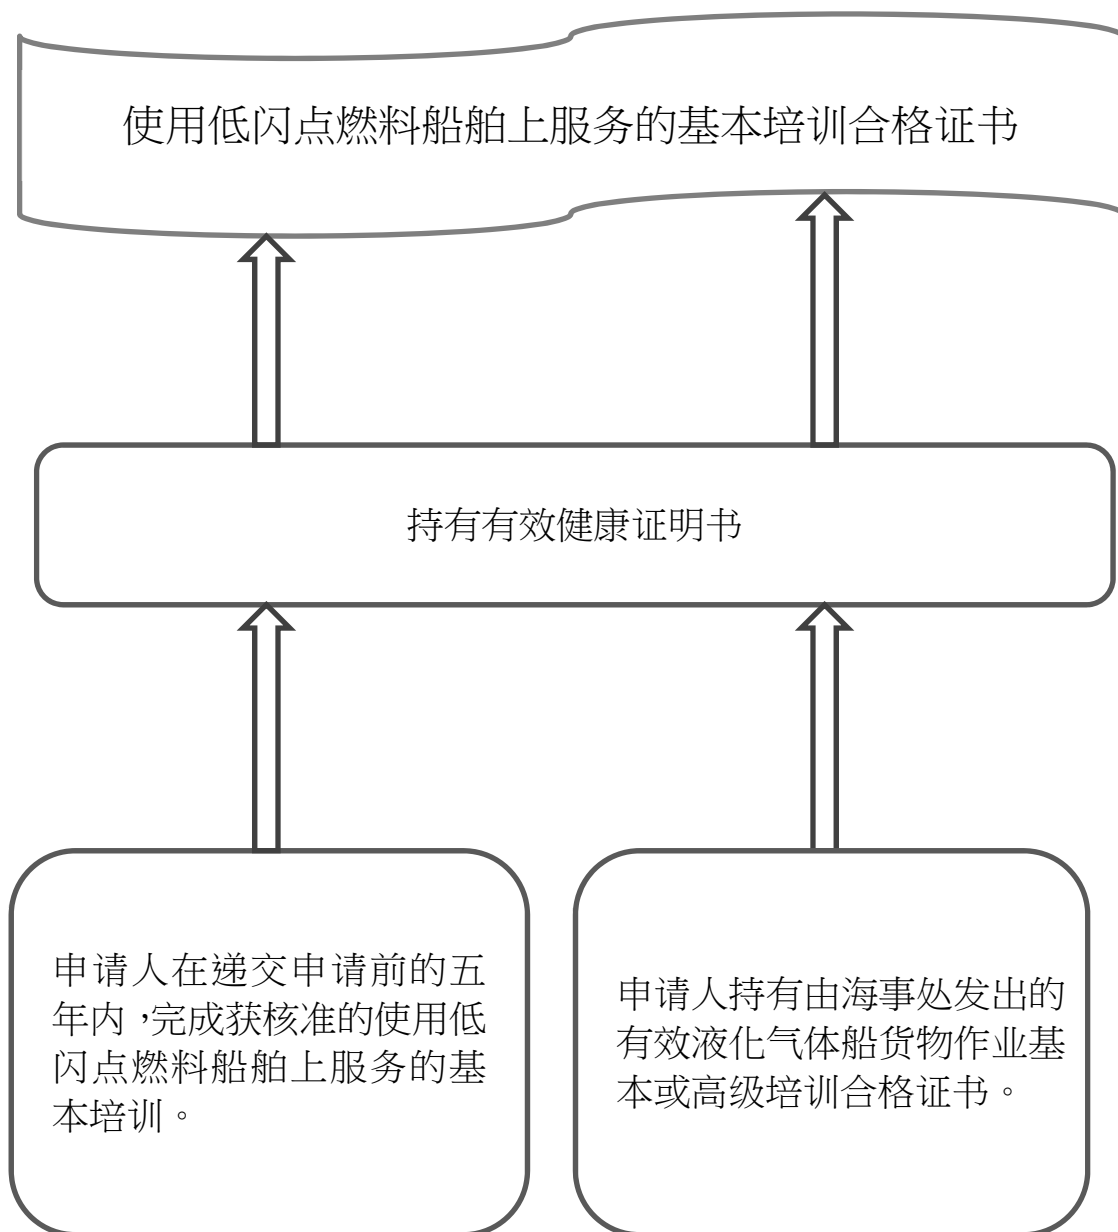 使用低闪点燃料船舶上服务的基本培训合格证书
持有有效健康证明书
申请人在递交申请前的五
年内，完成获核准的使用低
闪点燃料船舶上服务的基
本培训。
申请人持有由海事处发出的
有效液化气体船货物作业基
本或高级培训合格证书。